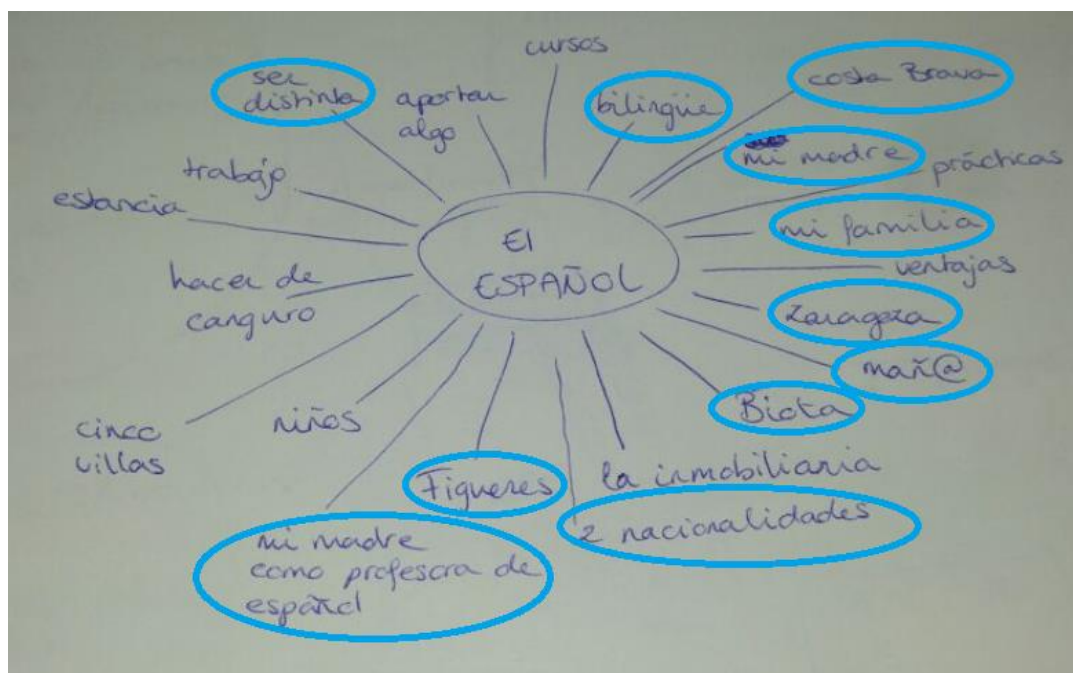 cursos
ser
distinta
aportar
algo
bilingüe
costa Brava
mi madre
prácticas
mi familia
ventajas
Zaragoza
mañ@
Biota
la inmobiliaria
2 nacionalidades
Figueres
mi madre
como profesora de
español
niños
cinco
villas
hacer de
canguro
estancia
trabajo
El
ESPAÑOL